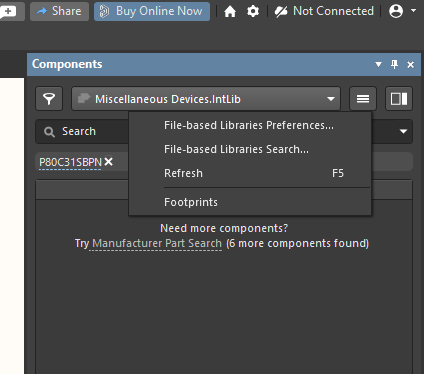 Share Buy Online Now Not Connected
Components
Miscellaneous Devices.IntLib
Search
File-based Libraries Preferences...
File-based Libraries Search...
P80C31SBPN
Refresh F5
Footprints
Need more components?
Try Manufacturer Part Search (6 more components found)